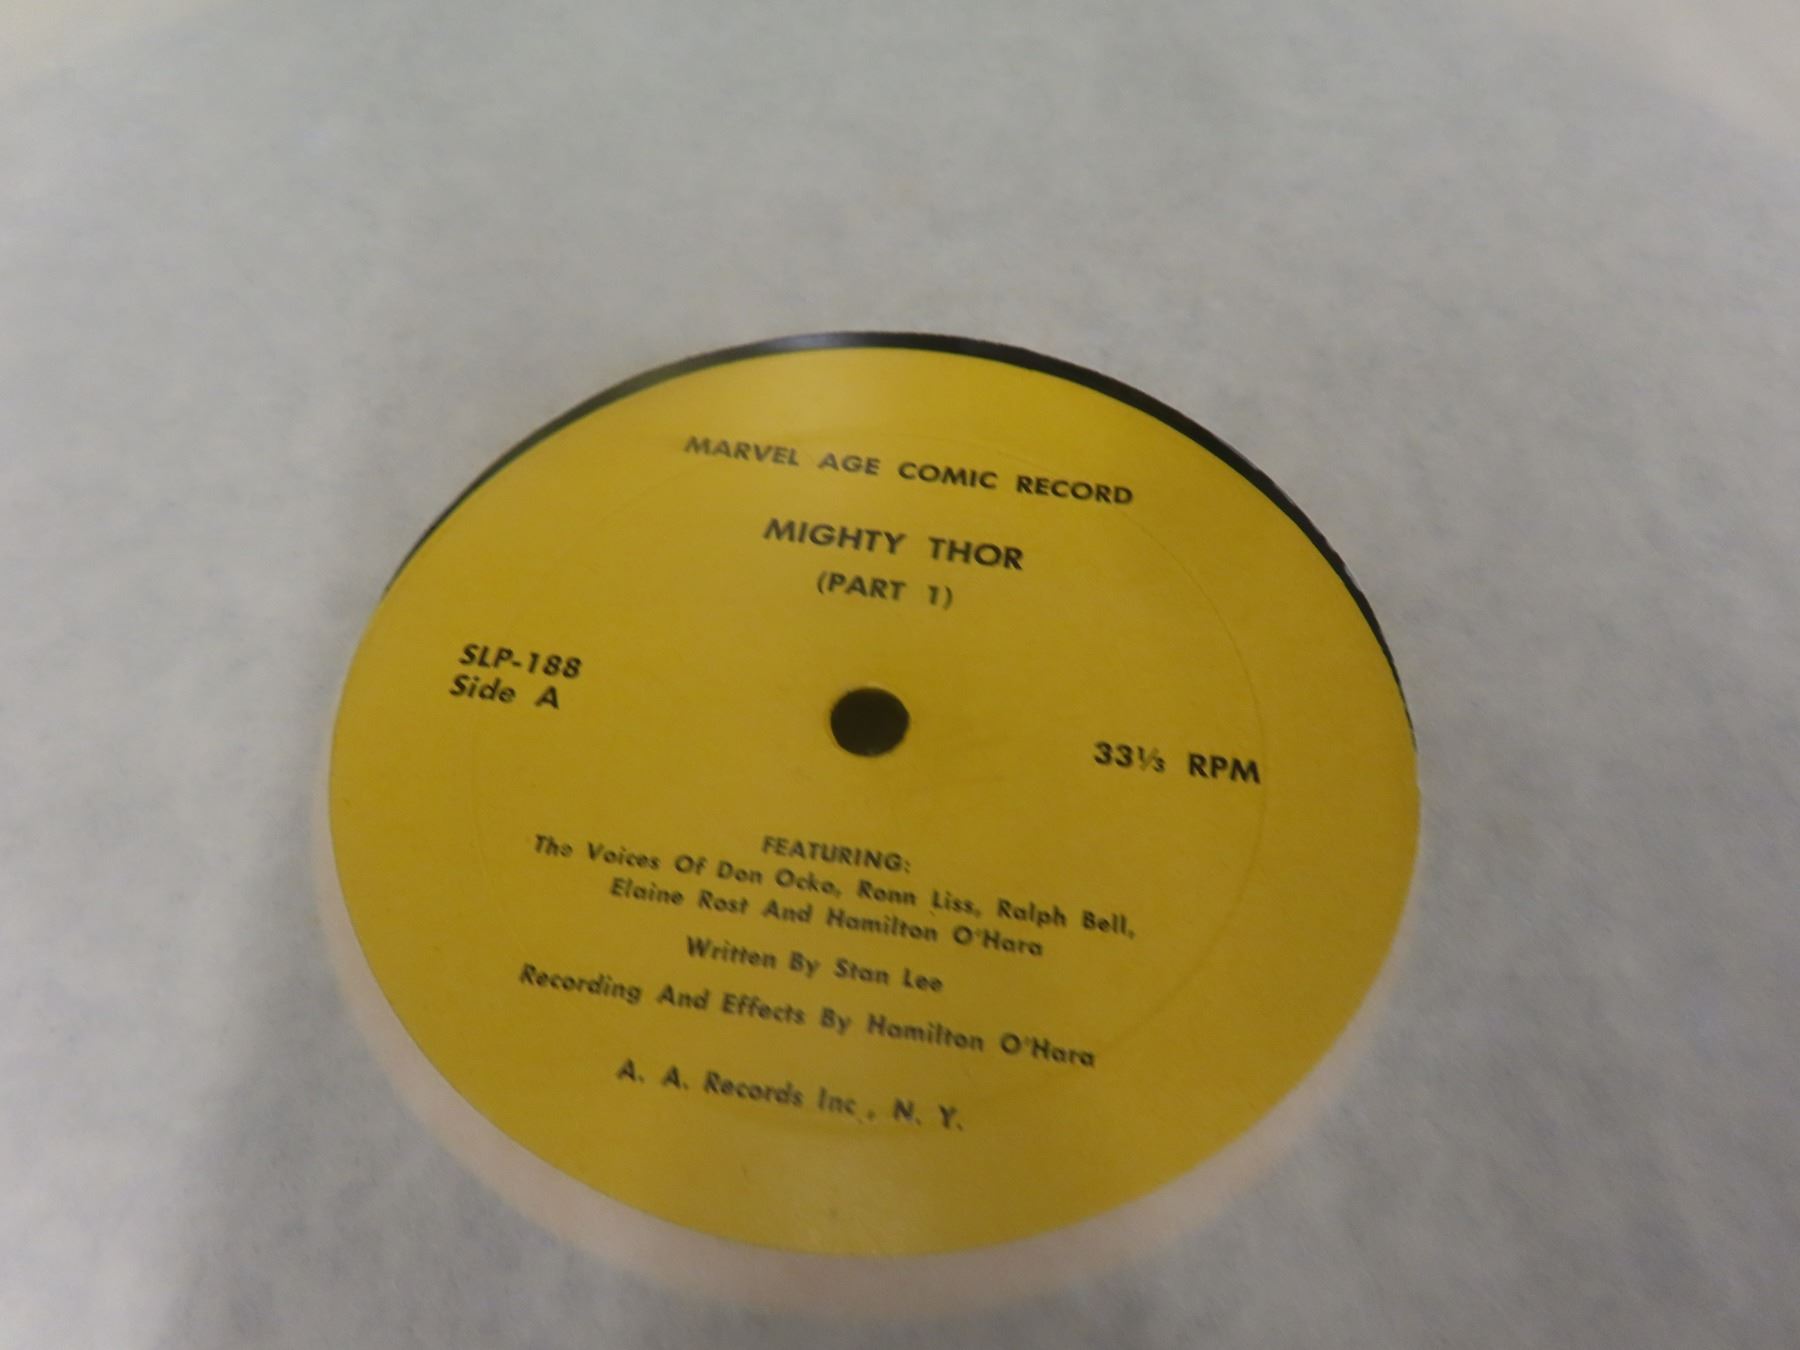 MARVEL AGE COMIC RECORD
MIGHTY THOR
(PART 1)
SLP-188
Side A
33⅓ RPM
FEATURING:
The Voices Of Don Ocko, Ronn Liss, Ralph Bell,
Elaine Rost And Hamilton O'Hara
Written By Stan Lee
Recording And Effects By Hamilton O'Hara
A. A. Records Inc., N. Y.